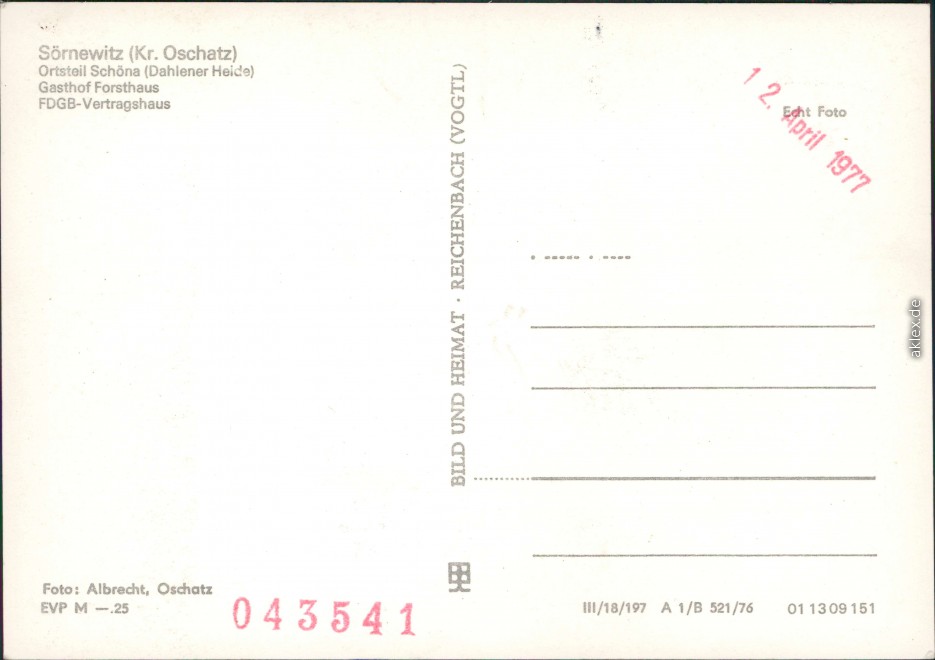 Sörnewitz (Kr. Oschatz)
Ortsteil Schöna (Dahlener Heide)
Gasthof Forsthaus
FDGB-Vertragshaus
BILD UND HEIMAT · REICHENBACH (VOGTL)
12. April 1977
Echt Foto
aklex.de
Foto: Albrecht, Oschatz
EVP M —.25
043541
III/18/197 A 1/B 521/76 01 13 09 151